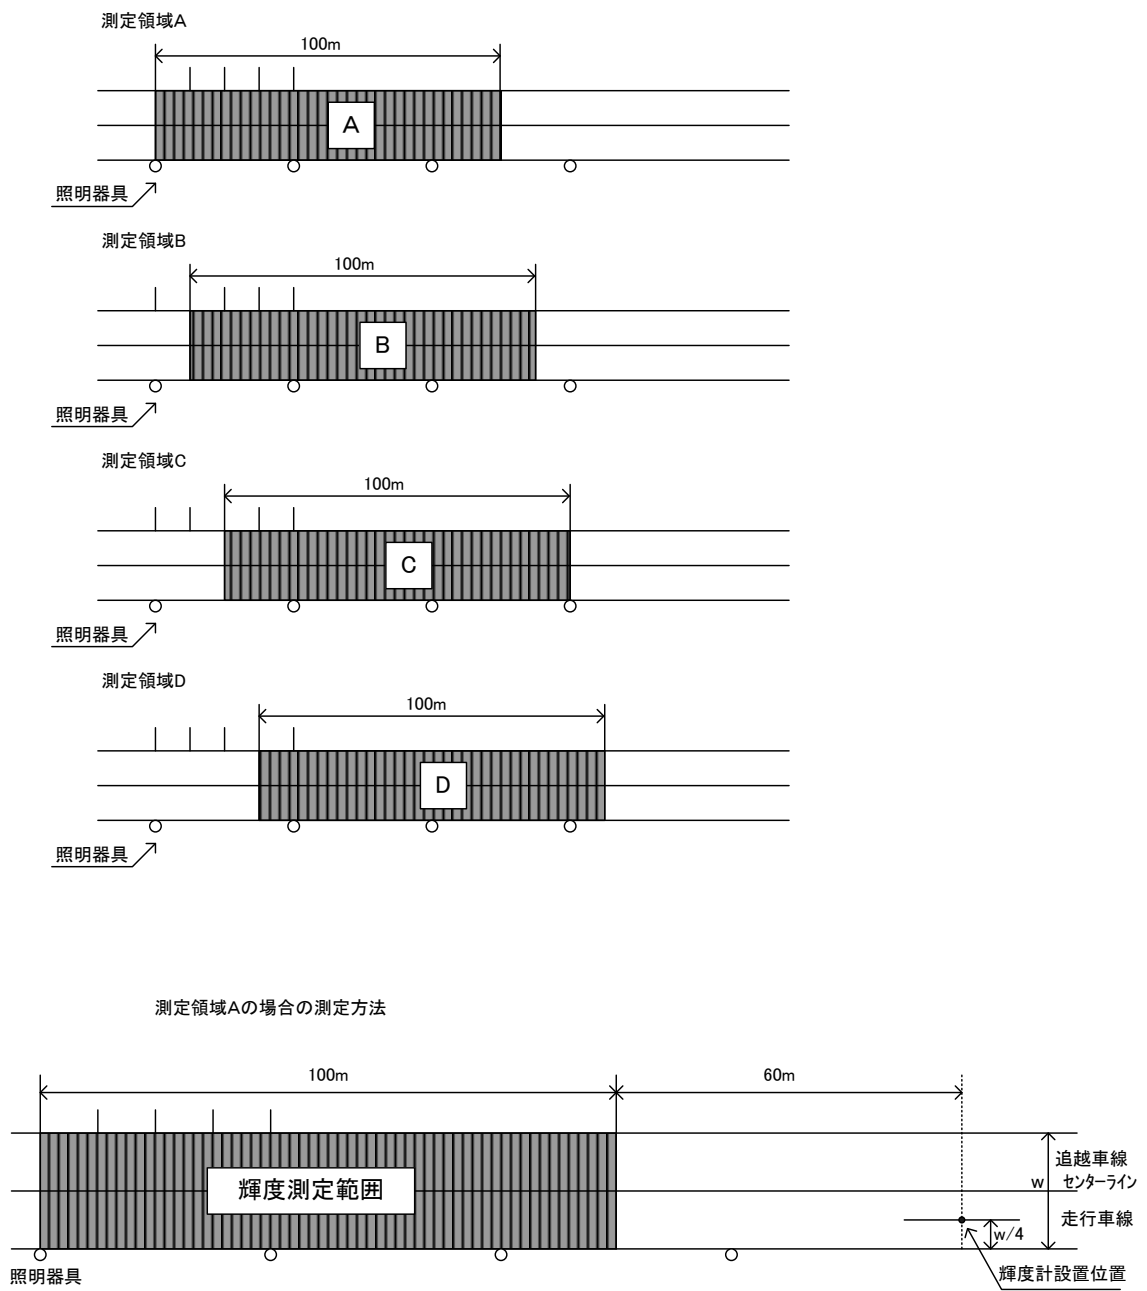 測定領域A
100m
A
照明器具
測定領域B
100m
B
照明器具
測定領域C
100m
C
照明器具
測定領域D
100m
D
照明器具
測定領域Aの場合の測定方法
100m
60m
輝度測定範囲
追越車線
w
センターライン
走行車線
w/4
照明器具
輝度計設置位置